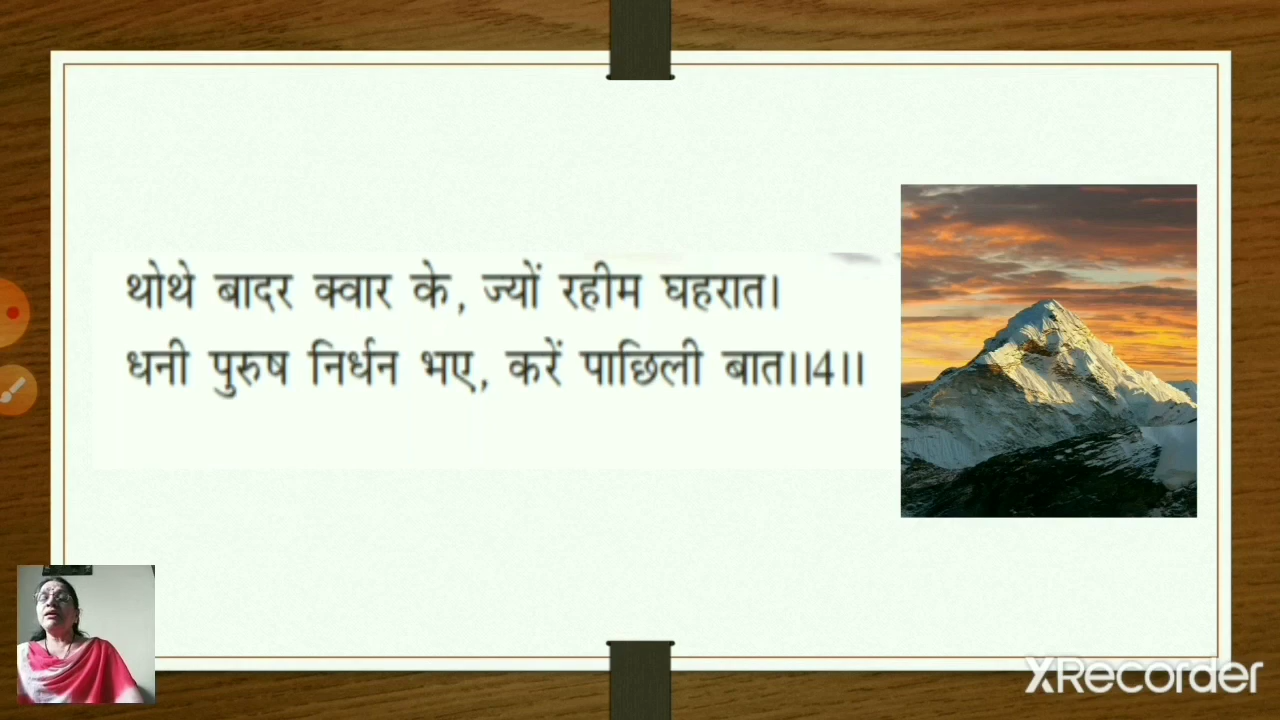 थोथे बादर क्वार के, ज्यों रहीम घहरात।
धनी पुरुष निर्धन भए, करें पाछिली बात।।4।।
XRecorder